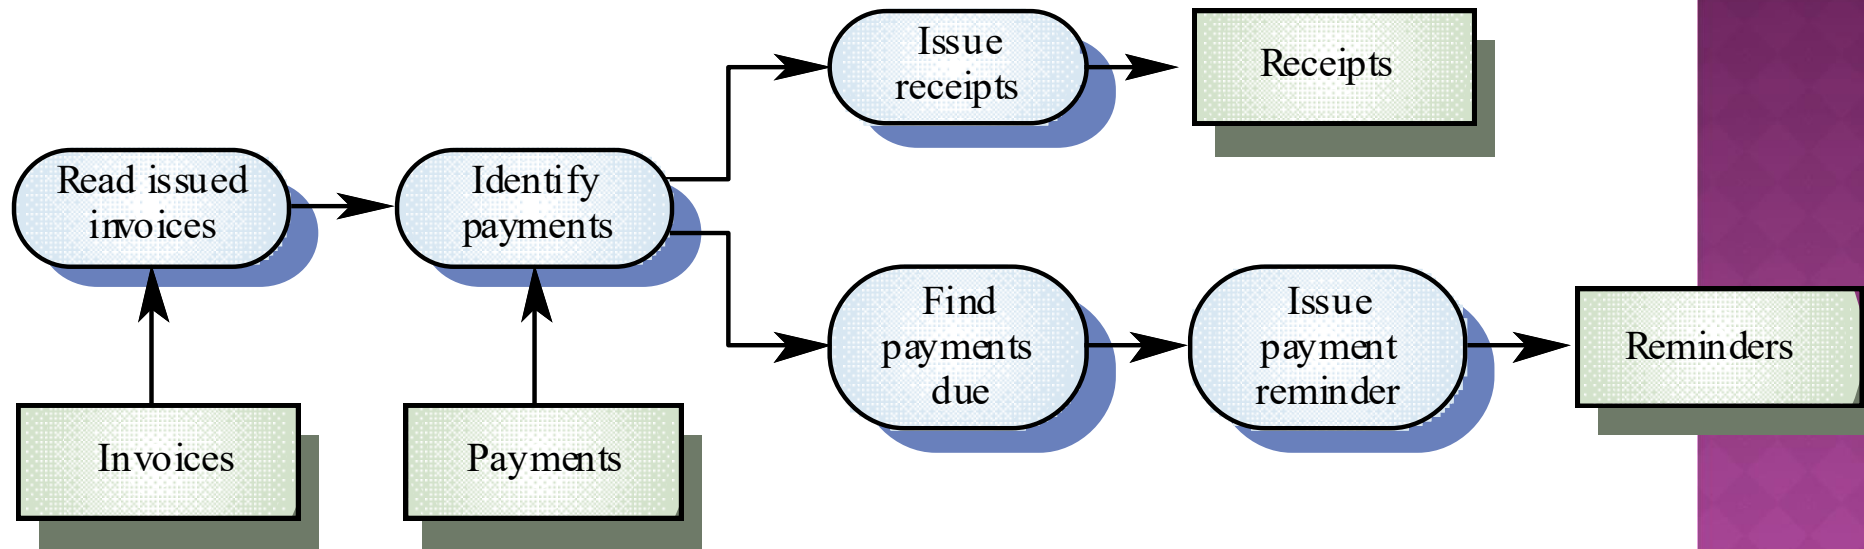 Issue
receipts
Receipts
Read issued
invoices
Identify
payments
Find
payments
due
Issue
payment
reminder
Reminders
Invoices
Payments